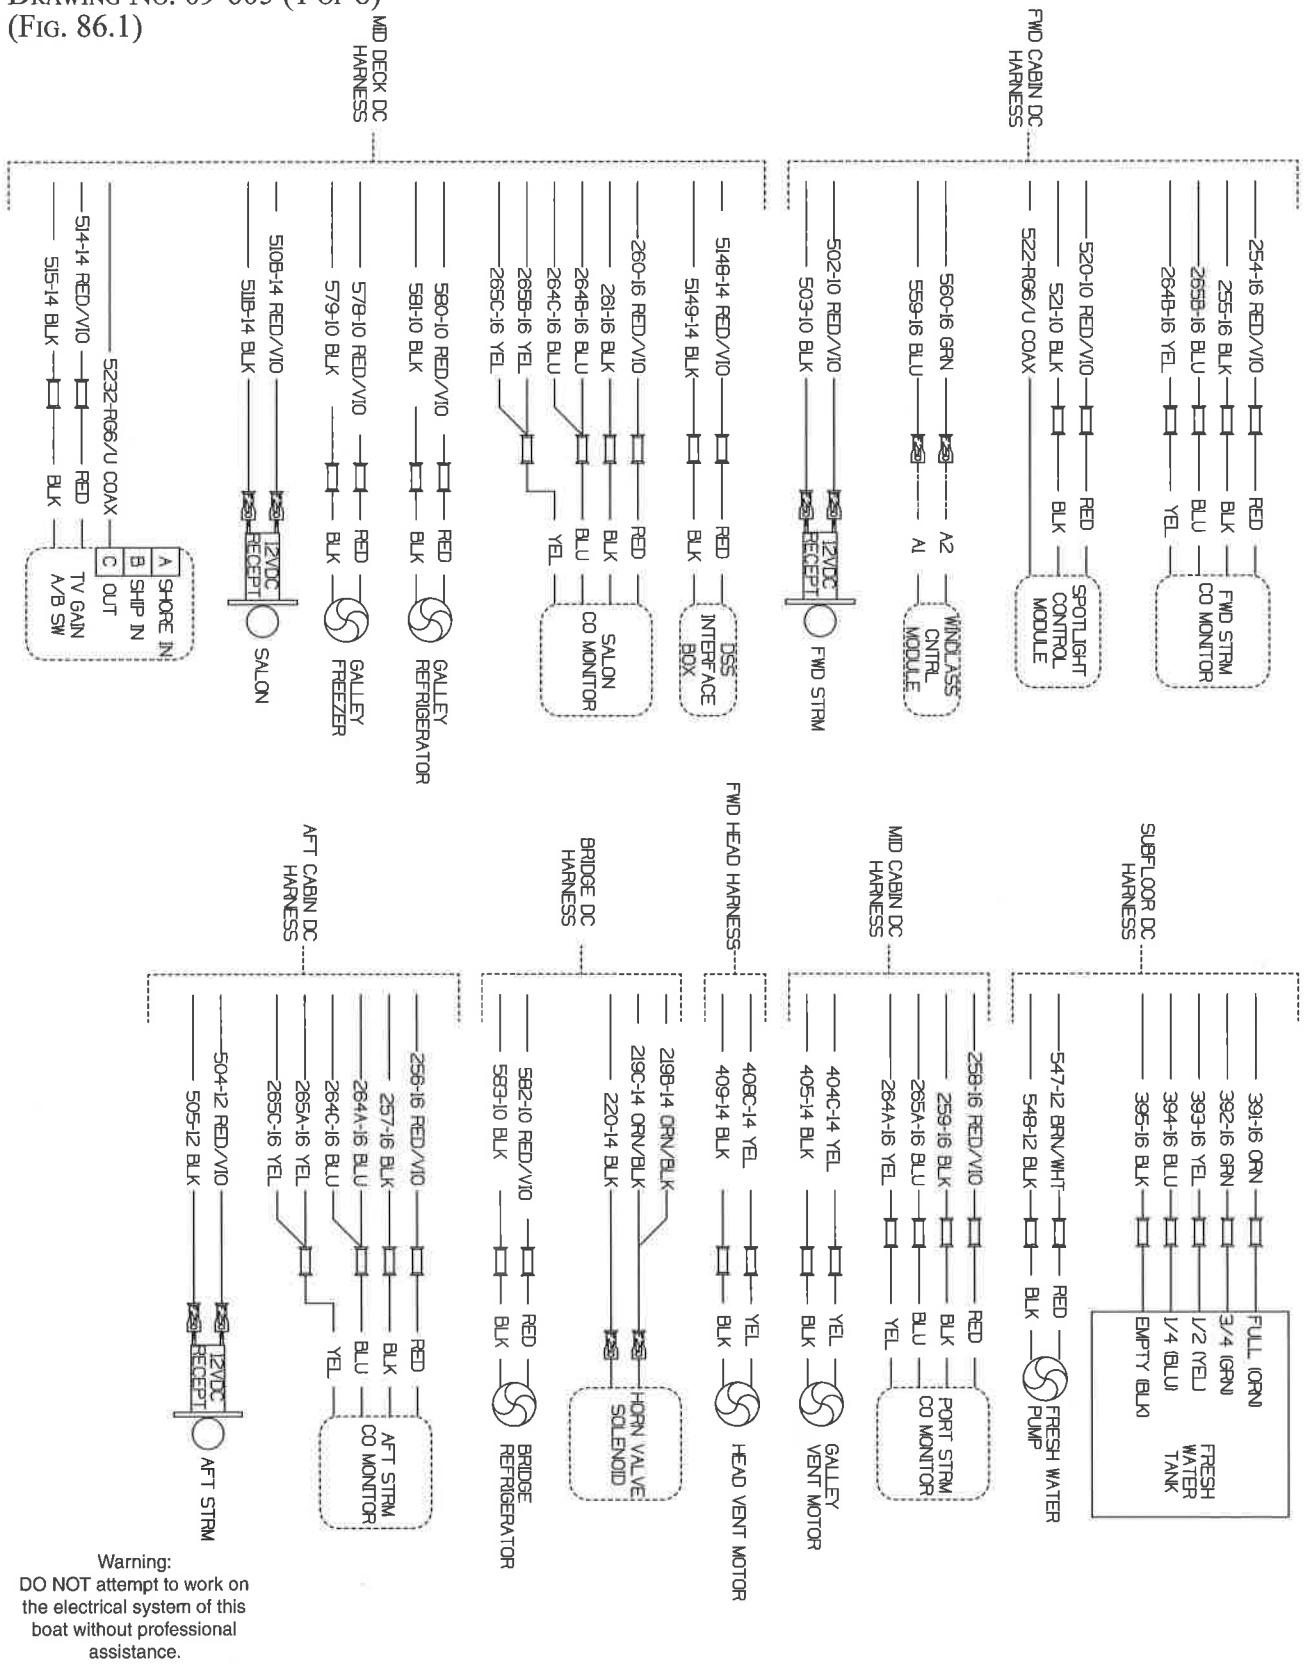 DRAWING NO. 09-005 (1 OF 8)
(FIG. 86.1)
FWD CABIN DC
HARNESS
254-16 RED/VIO
255-16 BLK
265B-16 BLU
264B-16 YEL
RED
BLK
BLU
YEL
FWD STRM
CO MONITOR
520-10 RED/VIO
521-10 BLK
522-RG6/U COAX
RED
BLK
SPOTLIGHT
CONTROL
MODULE
560-16 GRN
559-16 BLU
A2
A1
WINDLASS
CNTRL
MODULE
502-10 RED/VIO
503-10 BLK
12VDC
RECEPT
FWD STRM
MID DECK DC
HARNESS
5148-14 RED/VIO
5149-14 BLK
RED
BLK
DSS
INTERFACE
BOX
260-16 RED/VIO
261-16 BLK
264B-16 BLU
264C-16 BLU
265B-16 YEL
265C-16 YEL
RED
BLK
BLU
YEL
SALON
CO MONITOR
580-10 RED/VIO
581-10 BLK
RED
BLK
GALLEY
REFRIGERATOR
578-10 RED/VIO
579-10 BLK
RED
BLK
GALLEY
FREEZER
510B-14 RED/VIO
511B-14 BLK
12VDC
RECEPT
SALON
5232-RG6/U COAX
514-14 RED/VIO
515-14 BLK
RED
BLK
A SHORE IN
B SHIP IN
C OUT
TV GAIN
A/B SW
SUBFLOOR DC
HARNESS
391-16 ORN
392-16 GRN
393-16 YEL
394-16 BLU
395-16 BLK
FULL (ORN)
3/4 (GRN)
1/2 (YEL)
1/4 (BLU)
EMPTY (BLK)
FRESH
WATER
TANK
547-12 BRN/WHT
548-12 BLK
RED
BLK
FRESH WATER
PUMP
MID CABIN DC
HARNESS
258-16 RED/VIO
259-16 BLK
265A-16 BLU
264A-16 YEL
RED
BLK
BLU
YEL
PORT STRM
CO MONITOR
404C-14 YEL
405-14 BLK
YEL
BLK
GALLEY
VENT MOTOR
FWD HEAD HARNESS
408C-14 YEL
409-14 BLK
YEL
BLK
HEAD VENT MOTOR
BRIDGE DC
HARNESS
219B-14 ORN/BLK
219C-14 ORN/BLK
220-14 BLK
HORN VALVE
SOLENOID
582-10 RED/VIO
583-10 BLK
RED
BLK
BRIDGE
REFRIGERATOR
AFT CABIN DC
HARNESS
256-16 RED/VIO
257-16 BLK
264A-16 BLU
264C-16 BLU
265A-16 YEL
265C-16 YEL
RED
BLK
BLU
YEL
AFT STRM
CO MONITOR
504-12 RED/VIO
505-12 BLK
12VDC
RECEPT
AFT STRM
Warning:
DO NOT attempt to work on
the electrical system of this
boat without professional
assistance.